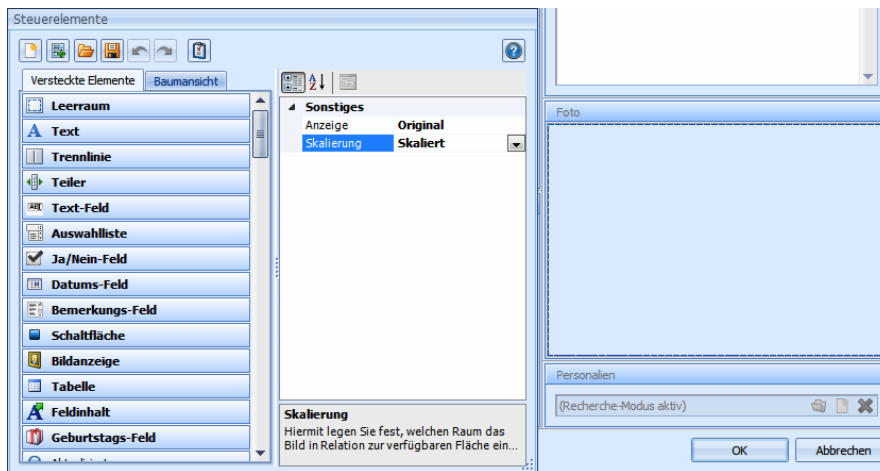 Steuerelemente
Versteckte Elemente
Baumansicht
Leerraum
A Text
Trennlinie
Teiler
ABC Text-Feld
Auswahlliste
Ja/Nein-Feld
Datums-Feld
Bemerkungs-Feld
Schaltfläche
Bildanzeige
Tabelle
Feldinhalt
Geburtstags-Feld
Sonstiges
Anzeige Original
Skalierung Skaliert
Skalierung
Hiermit legen Sie fest, welchen Raum das
Bild in Relation zur verfügbaren Fläche ein...
Foto
Personalien
(Recherche-Modus aktiv)
OK
Abbrechen